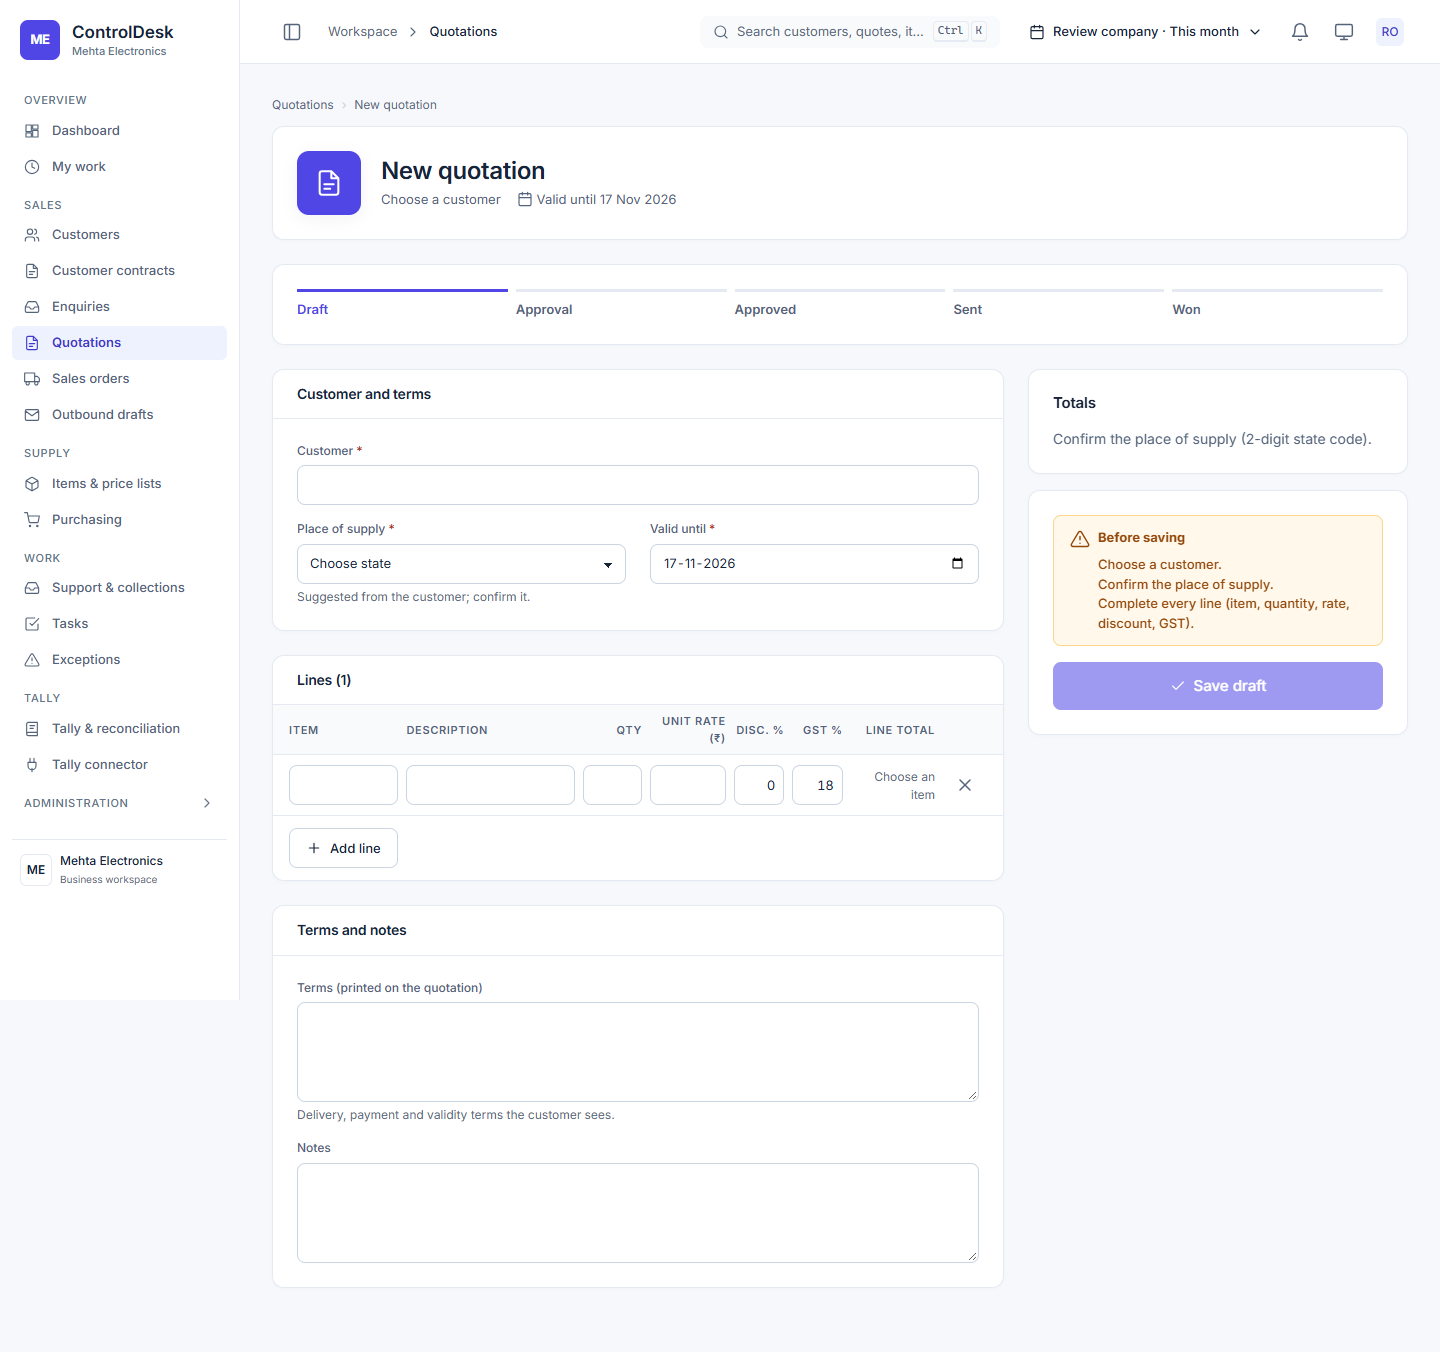 ME
ControlDesk
Mehta Electronics
OVERVIEW
Dashboard
My work
SALES
Customers
Customer contracts
Enquiries
Quotations
Sales orders
Outbound drafts
SUPPLY
Items & price lists
Purchasing
WORK
Support & collections
Tasks
Exceptions
TALLY
Tally & reconciliation
Tally connector
ADMINISTRATION
ME
Mehta Electronics
Business workspace
Workspace
Quotations
Search customers, quotes, it...
Ctrl K
Review company · This month
RO
Quotations › New quotation
New quotation
Choose a customer
Valid until 17 Nov 2026
Draft
Approval
Approved
Sent
Won
Customer and terms
Customer *
Place of supply *
Valid until *
Choose state
17-11-2026
Suggested from the customer; confirm it.
Lines (1)
ITEM
DESCRIPTION
QTY
UNIT RATE
(₹)
DISC. %
GST %
LINE TOTAL
0
18
Choose an
item
Add line
Terms and notes
Terms (printed on the quotation)
Delivery, payment and validity terms the customer sees.
Notes
Totals
Confirm the place of supply (2-digit state code).
Before saving
Choose a customer.
Confirm the place of supply.
Complete every line (item, quantity, rate,
discount, GST).
Save draft